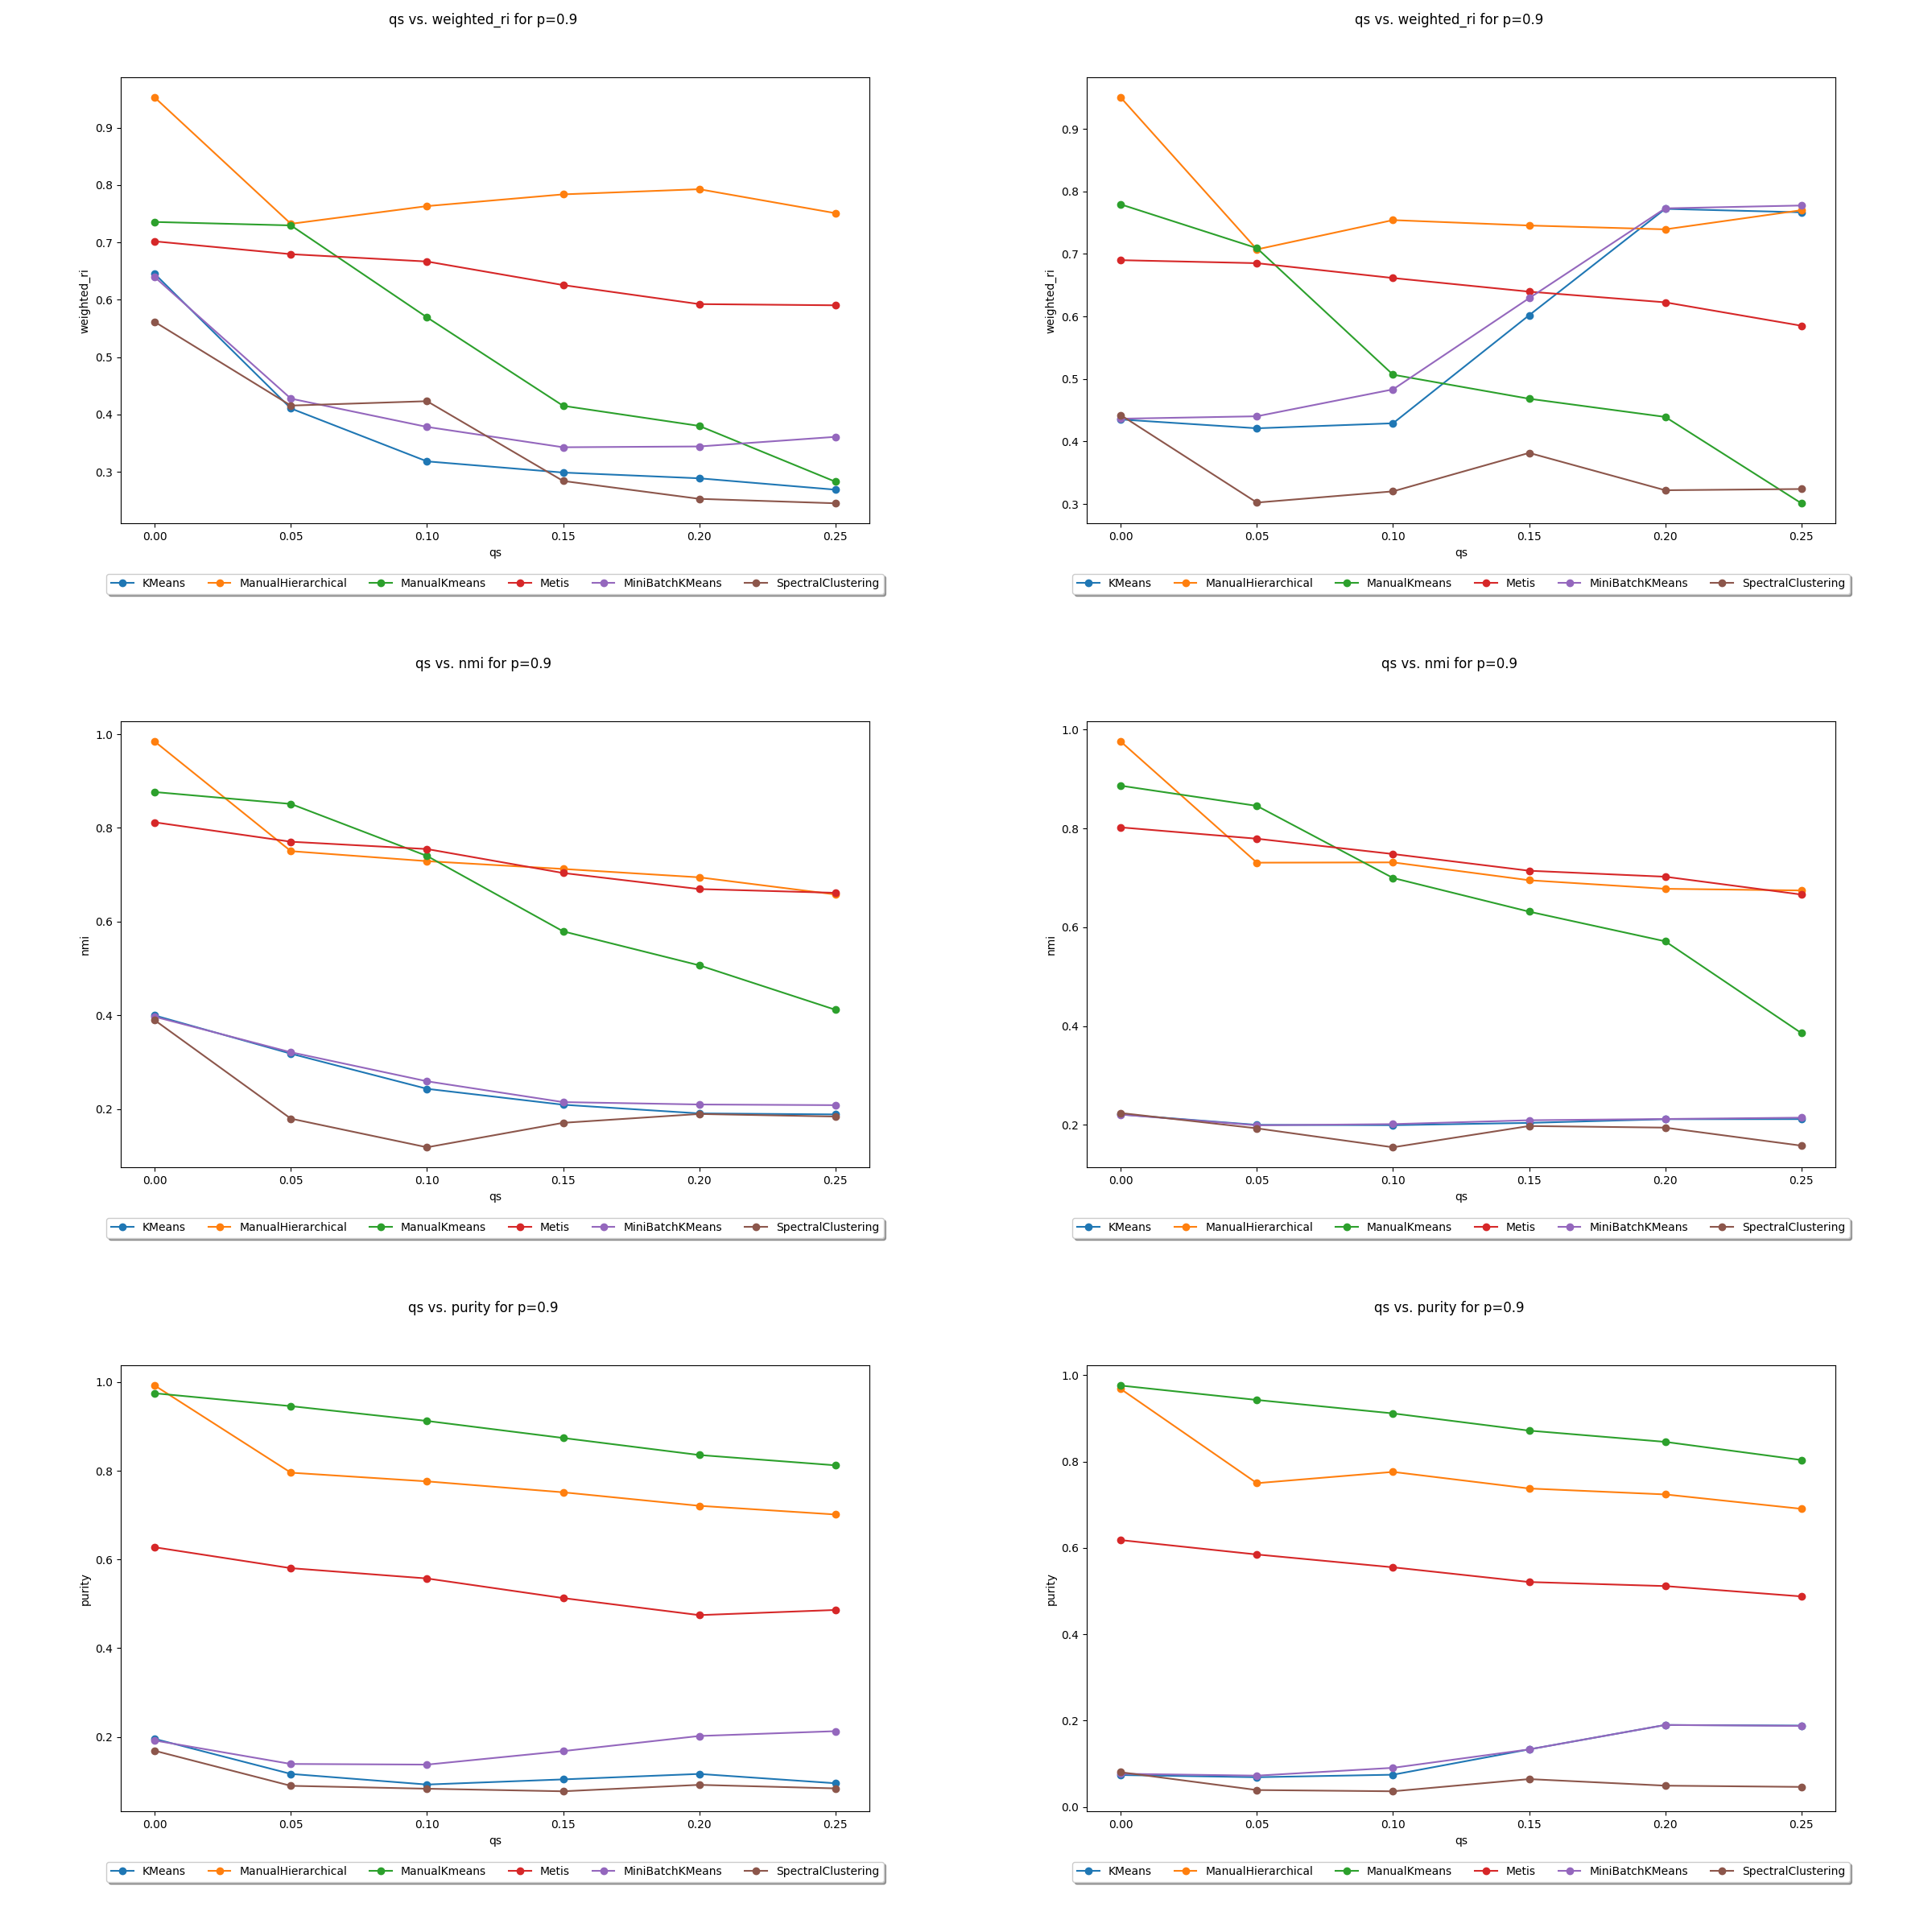 qs vs. weighted_ri for p=0.9
0.9
0.8
0.7
0.6
0.5
0.4
0.3
weighted_ri
0.00 0.05 0.10 0.15 0.20 0.25
qs
KMeans ManualHierarchical ManualKmeans Metis MiniBatchKMeans SpectralClustering
qs vs. weighted_ri for p=0.9
0.9
0.8
0.7
0.6
0.5
0.4
0.3
weighted_ri
0.00 0.05 0.10 0.15 0.20 0.25
qs
KMeans ManualHierarchical ManualKmeans Metis MiniBatchKMeans SpectralClustering
qs vs. nmi for p=0.9
1.0
0.8
0.6
0.4
0.2
nmi
0.00 0.05 0.10 0.15 0.20 0.25
qs
KMeans ManualHierarchical ManualKmeans Metis MiniBatchKMeans SpectralClustering
qs vs. nmi for p=0.9
1.0
0.8
0.6
0.4
0.2
nmi
0.00 0.05 0.10 0.15 0.20 0.25
qs
KMeans ManualHierarchical ManualKmeans Metis MiniBatchKMeans SpectralClustering
qs vs. purity for p=0.9
1.0
0.8
0.6
0.4
0.2
purity
0.00 0.05 0.10 0.15 0.20 0.25
qs
KMeans ManualHierarchical ManualKmeans Metis MiniBatchKMeans SpectralClustering
qs vs. purity for p=0.9
1.0
0.8
0.6
0.4
0.2
0.0
purity
0.00 0.05 0.10 0.15 0.20 0.25
qs
KMeans ManualHierarchical ManualKmeans Metis MiniBatchKMeans SpectralClustering